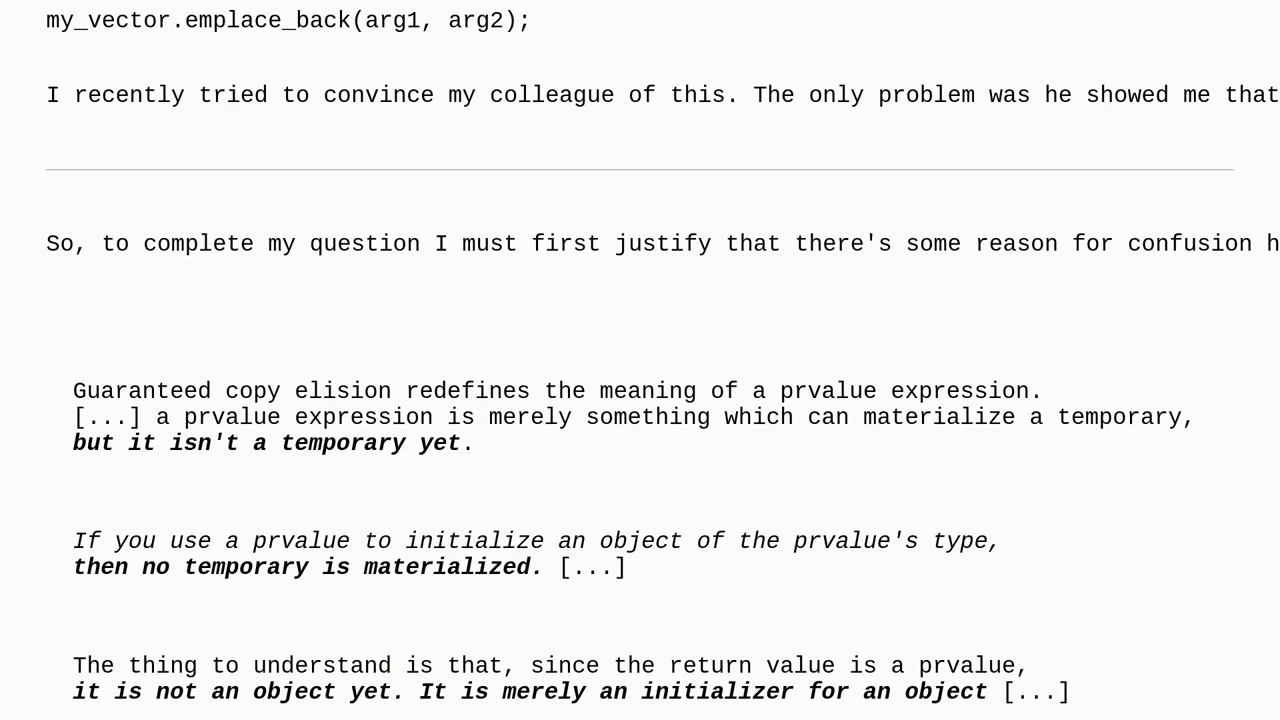 my_vector.emplace_back(arg1, arg2);
I recently tried to convince my colleague of this. The only problem was he showed me that
So, to complete my question I must first justify that there's some reason for confusion h
Guaranteed copy elision redefines the meaning of a prvalue expression.
[...] a prvalue expression is merely something which can materialize a temporary,
but it isn't a temporary yet.
If you use a prvalue to initialize an object of the prvalue's type,
then no temporary is materialized. [...]
The thing to understand is that, since the return value is a prvalue,
it is not an object yet. It is merely an initializer for an object [...]